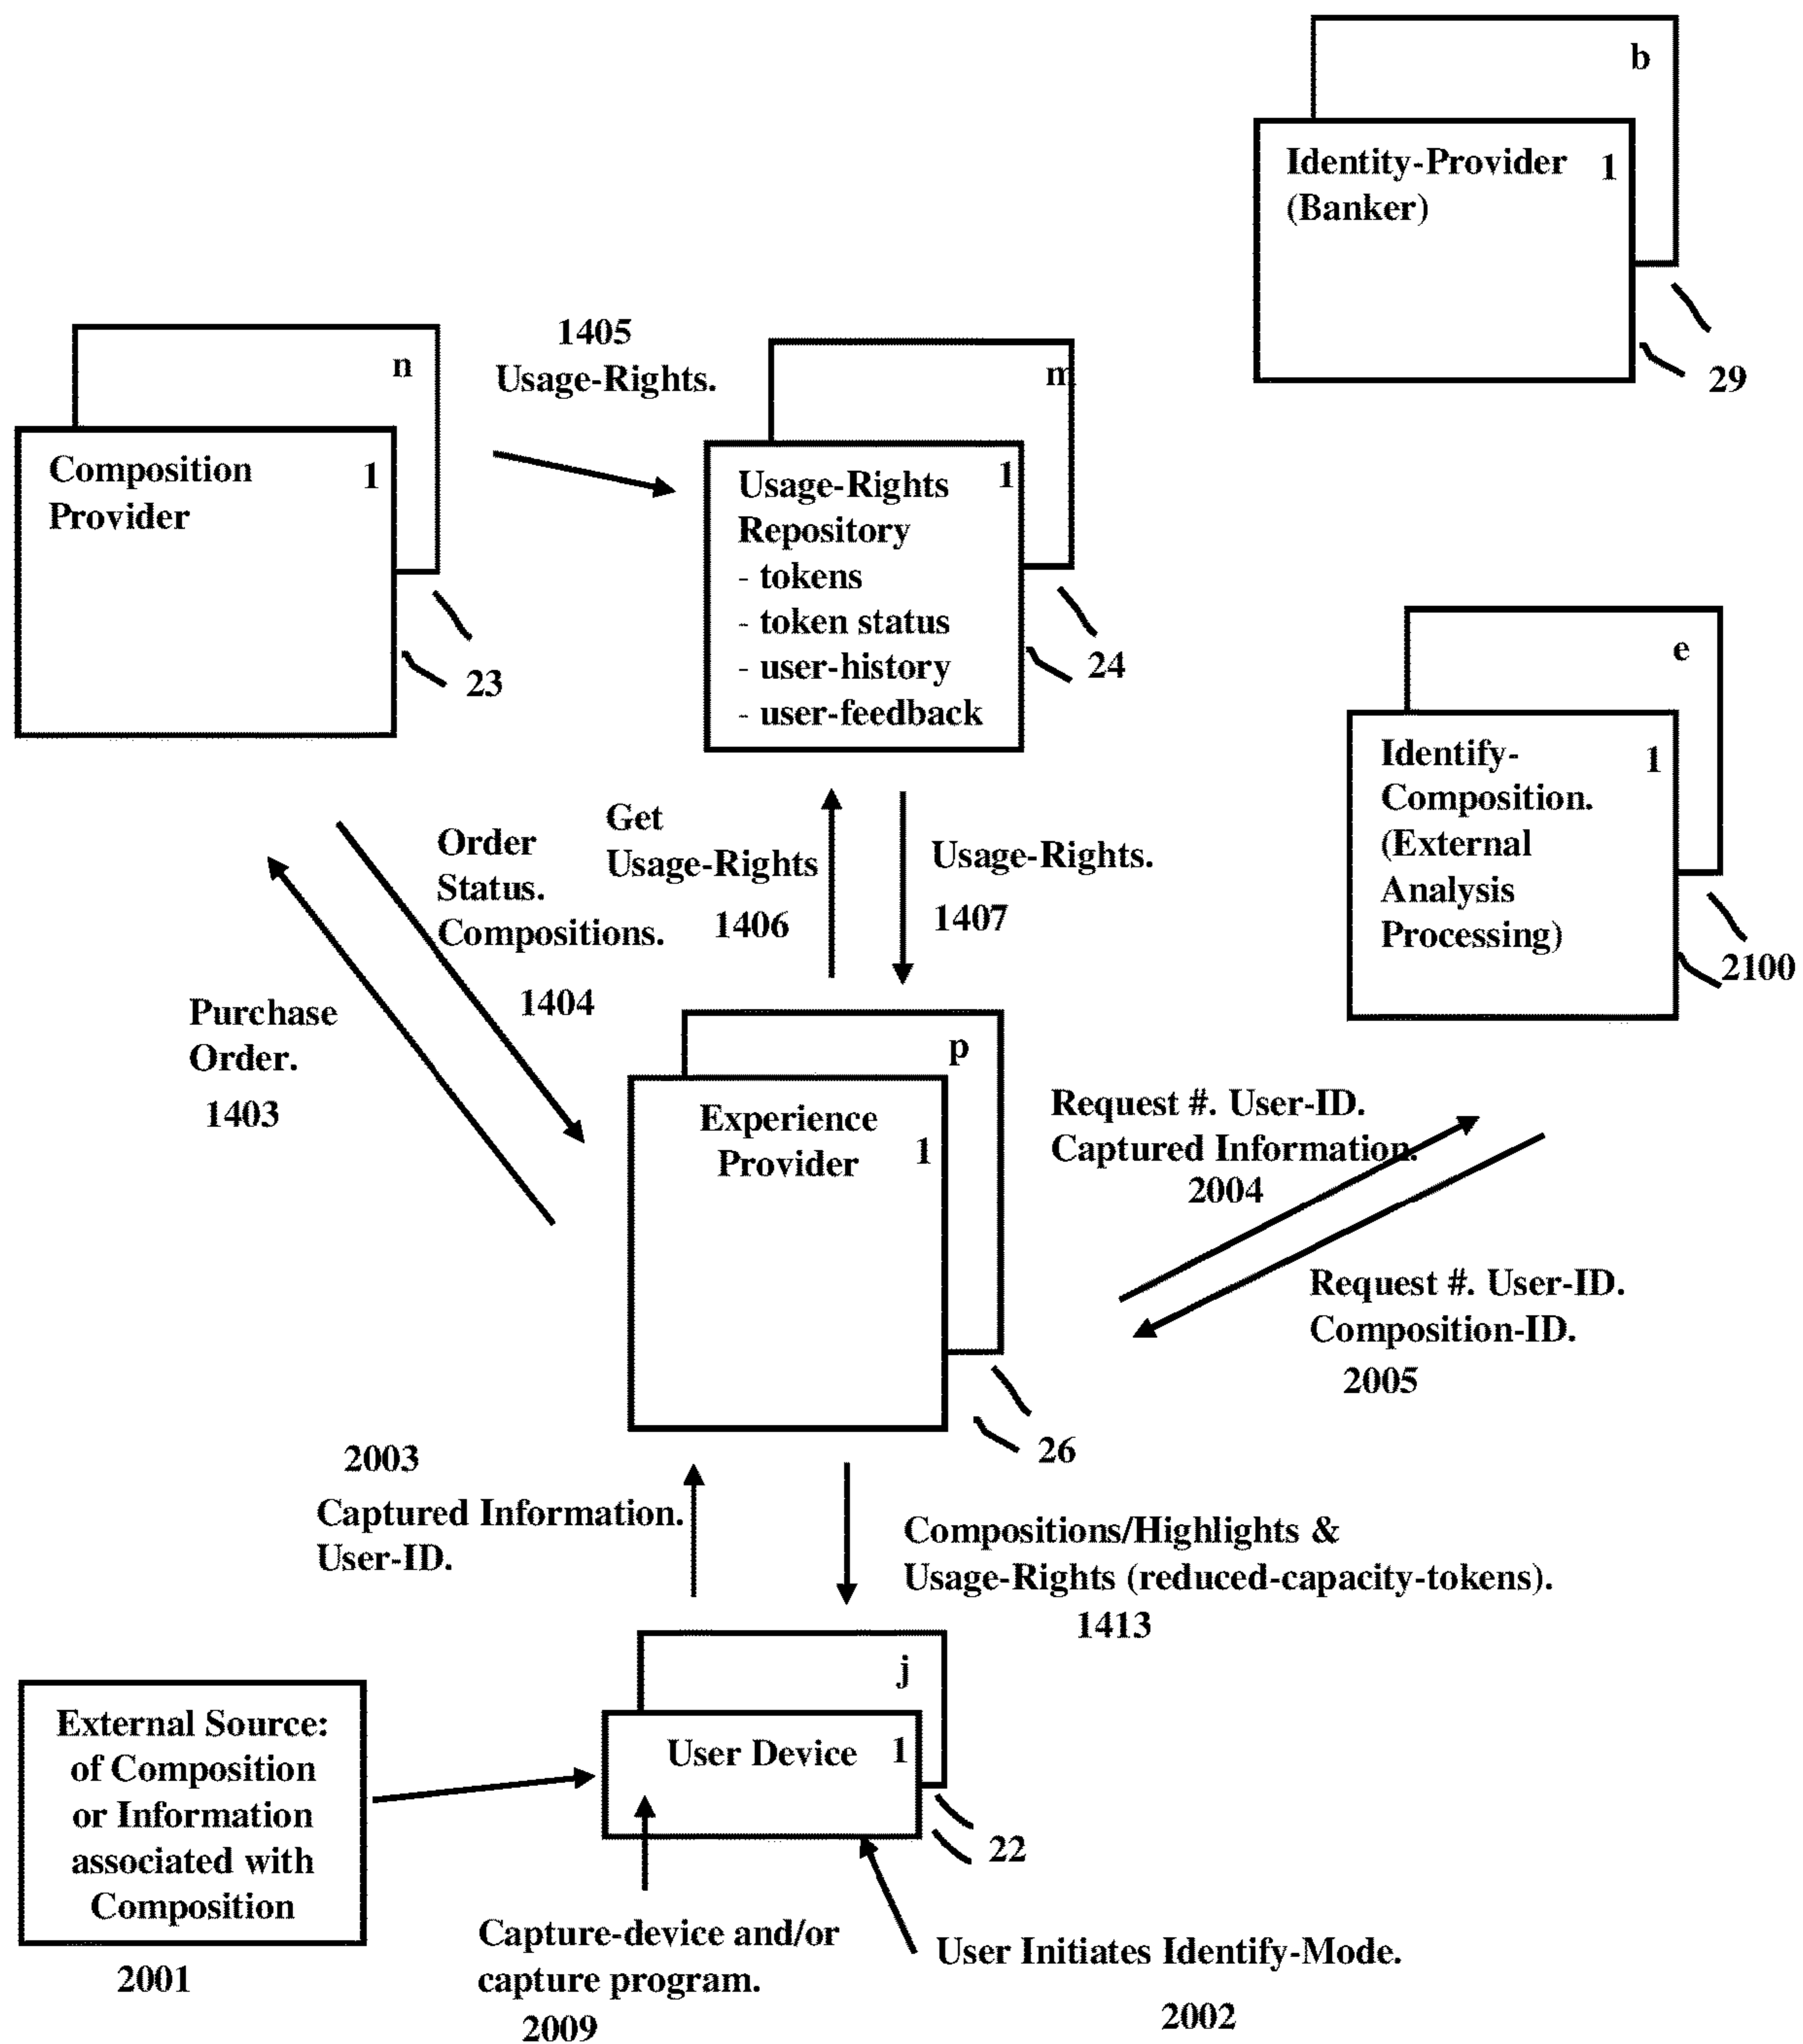 b
Identity-Provider 1
(Banker)
29
1405
Usage-Rights.
n
Composition 1
Provider
23
m
Usage-Rights 1
Repository
- tokens
- token status
- user-history
- user-feedback
24
e
Identify- 1
Composition.
(External
Analysis
Processing)
2100
Order
Status.
Compositions.
1404
Get
Usage-Rights
1406
Usage-Rights.
1407
Purchase
Order.
1403
p
Experience
Provider 1
26
Request #. User-ID.
Captured Information.
2004
Request #. User-ID.
Composition-ID.
2005
2003
Captured Information.
User-ID.
Compositions/Highlights &
Usage-Rights (reduced-capacity-tokens).
1413
j
User Device 1
22
External Source:
of Composition
or Information
associated with
Composition
2001
Capture-device and/or
capture program.
2009
User Initiates Identify-Mode.
2002